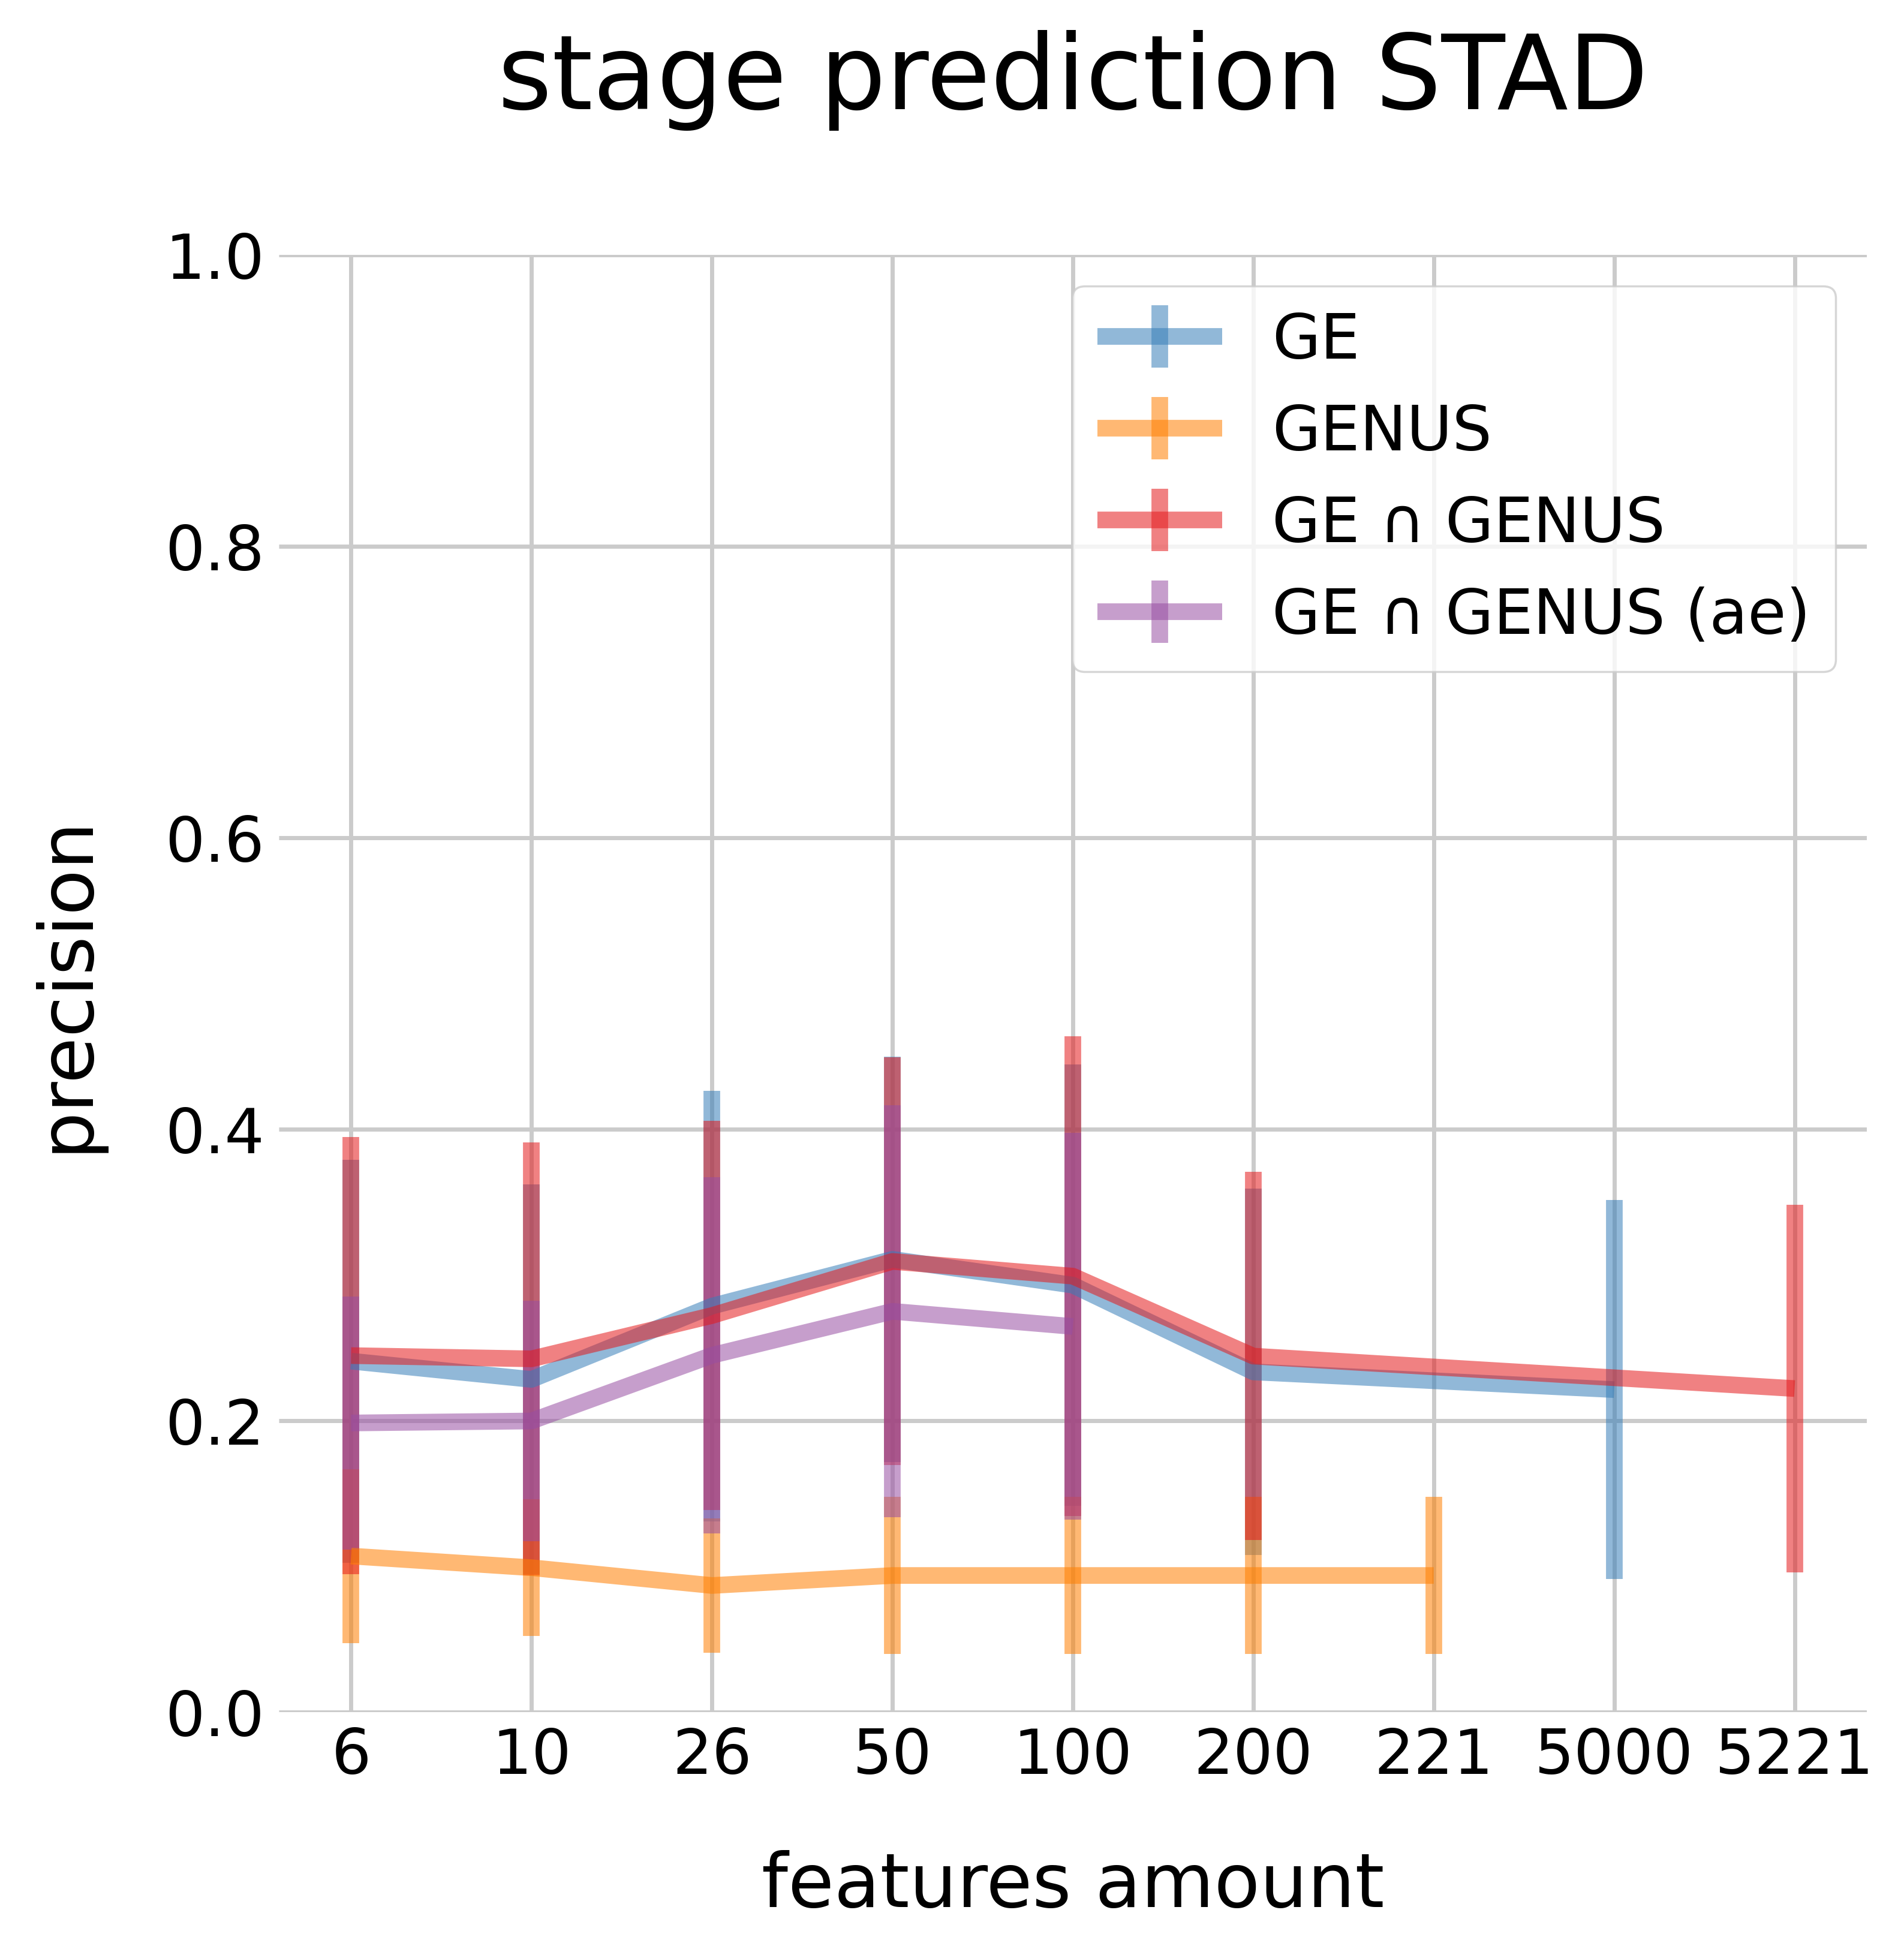 stage prediction STAD
1.0
0.8
0.6
0.4
0.2
0.0
precision
GE
GENUS
GE ∩ GENUS
GE ∩ GENUS (ae)
6 10 26 50 100 200 221 5000 5221
features amount